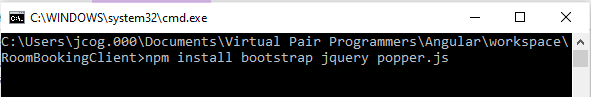 C:\WINDOWS\system32\cmd.exe
C:\Users\jcog.000\Documents\Virtual Pair Programmers\Angular\workspace\
RoomBookingClient>npm install bootstrap jquery popper.js